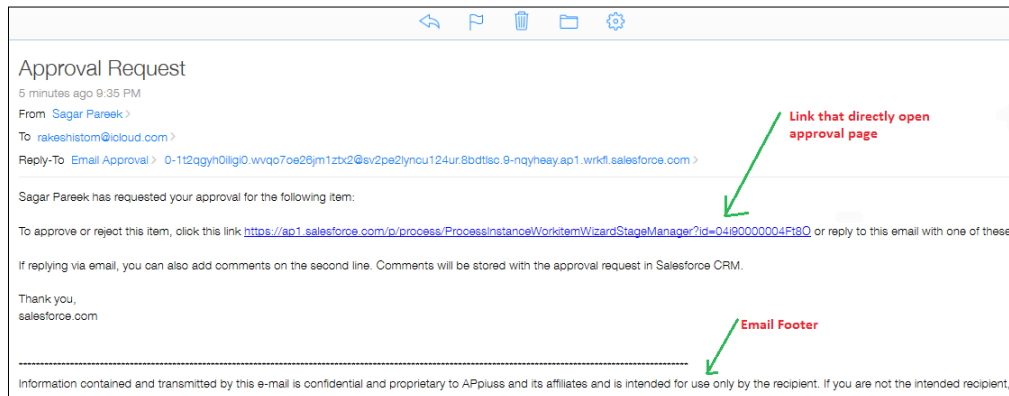 Approval Request
5 minutes ago 9:35 PM
From Sagar Pareek >
Link that directly open
approval page
To rakeshistom@icloud.com >
Reply-To Email Approval > 0-1t2qgyh0iligi0.wvqo7oe26jm1ztx2@sv2pe2lyncu124ur.8bdtlsc.9-nqyheay.ap1.wrkfl.salesforce.com >
Sagar Pareek has requested your approval for the following item:
To approve or reject this item, click this link https://ap1.salesforce.com/p/process/ProcessInstanceWorkitemWizardStageManager?id=04i90000004Ft8O or reply to this email with one of these
If replying via email, you can also add comments on the second line. Comments will be stored with the approval request in Salesforce CRM.
Thank you,
salesforce.com
Email Footer
Information contained and transmitted by this e-mail is confidential and proprietary to APpiuss and its affiliates and is intended for use only by the recipient. If you are not the intended recipient,